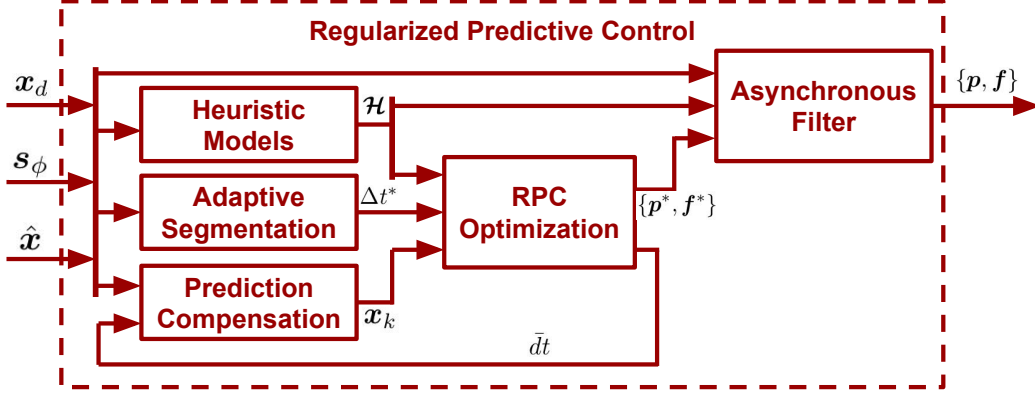 Regularized Predictive Control
x_d
s_ϕ
x̂
Heuristic
Models
ℋ
Adaptive
Segmentation
Δt*
Prediction
Compensation
x_k
RPC
Optimization
{p*, f*}
d̄t
Asynchronous
Filter
{p, f}